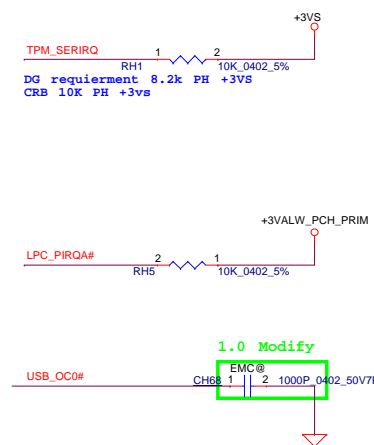 +3VS
TPM_SERIRQ
1 2
RH1 10K_0402_5%
DG requierment 8.2k PH +3VS
CRB 10K PH +3vs
+3VALW_PCH_PRIM
LPC_PIRQA#
2 1
RH5 10K_0402_5%
1.0 Modify
EMC@
USB_OC0#
CH68 1 2 1000P_0402_50V7